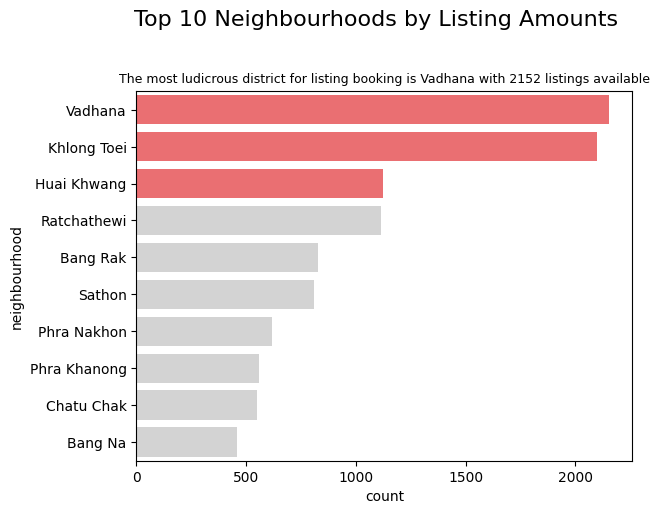 Top 10 Neighbourhoods by Listing Amounts
The most ludicrous district for listing booking is Vadhana with 2152 listings available
Vadhana
Khlong Toei
Huai Khwang
Ratchathewi
Bang Rak
Sathon
Phra Nakhon
Phra Khanong
Chatu Chak
Bang Na
neighbourhood
0 500 1000 1500 2000
count